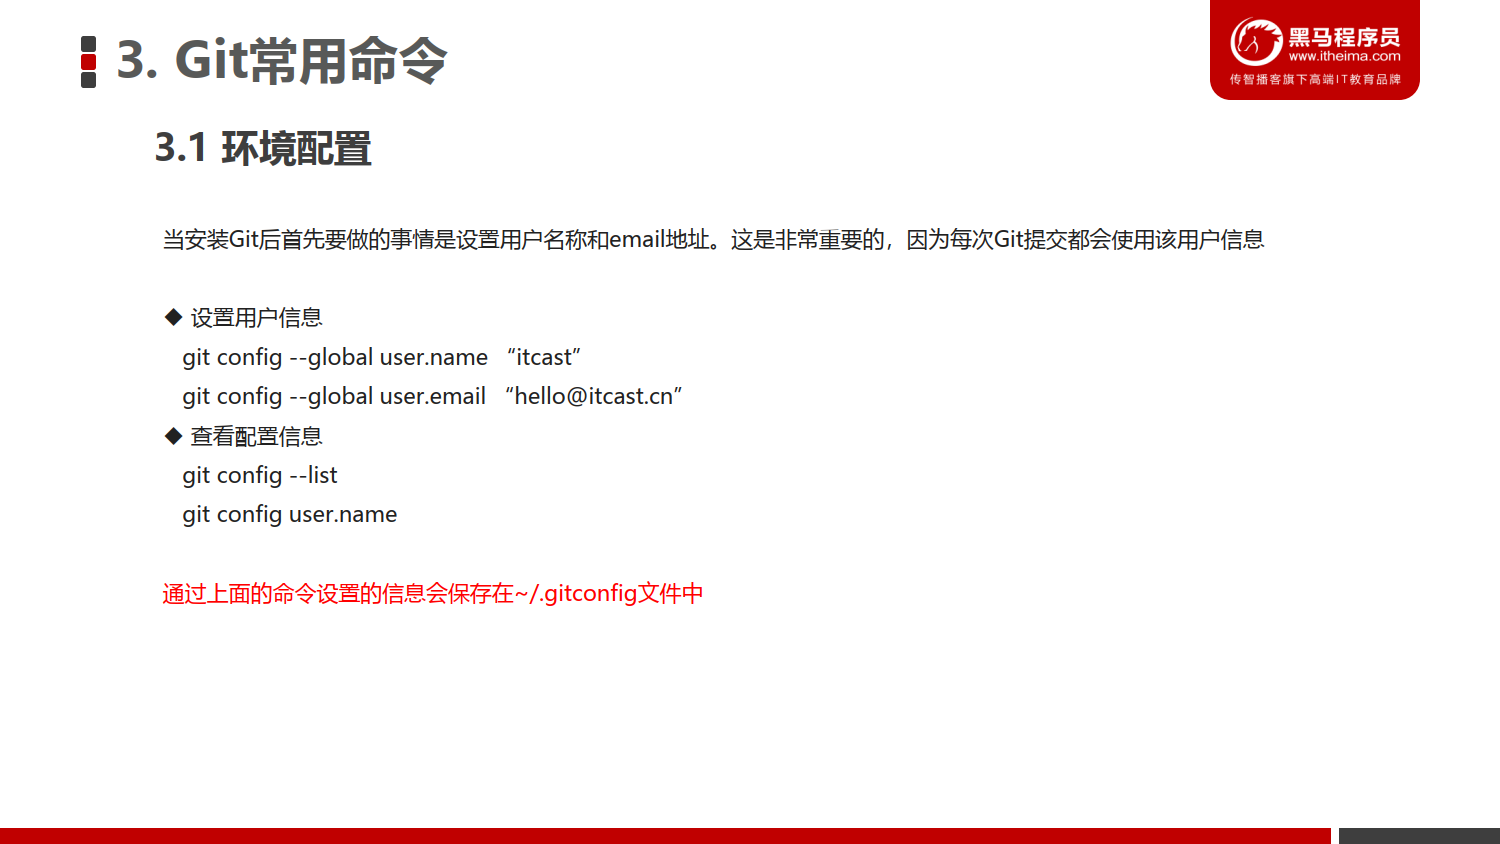 3. Git常用命令
黑马程序员
www.itheima.com
传智播客旗下高端IT教育品牌
3.1 环境配置
当安装Git后首先要做的事情是设置用户名称和email地址。这是非常重要的，因为每次Git提交都会使用该用户信息
◆ 设置用户信息
git config --global user.name “itcast”
git config --global user.email “hello@itcast.cn”
◆ 查看配置信息
git config --list
git config user.name
通过上面的命令设置的信息会保存在~/.gitconfig文件中